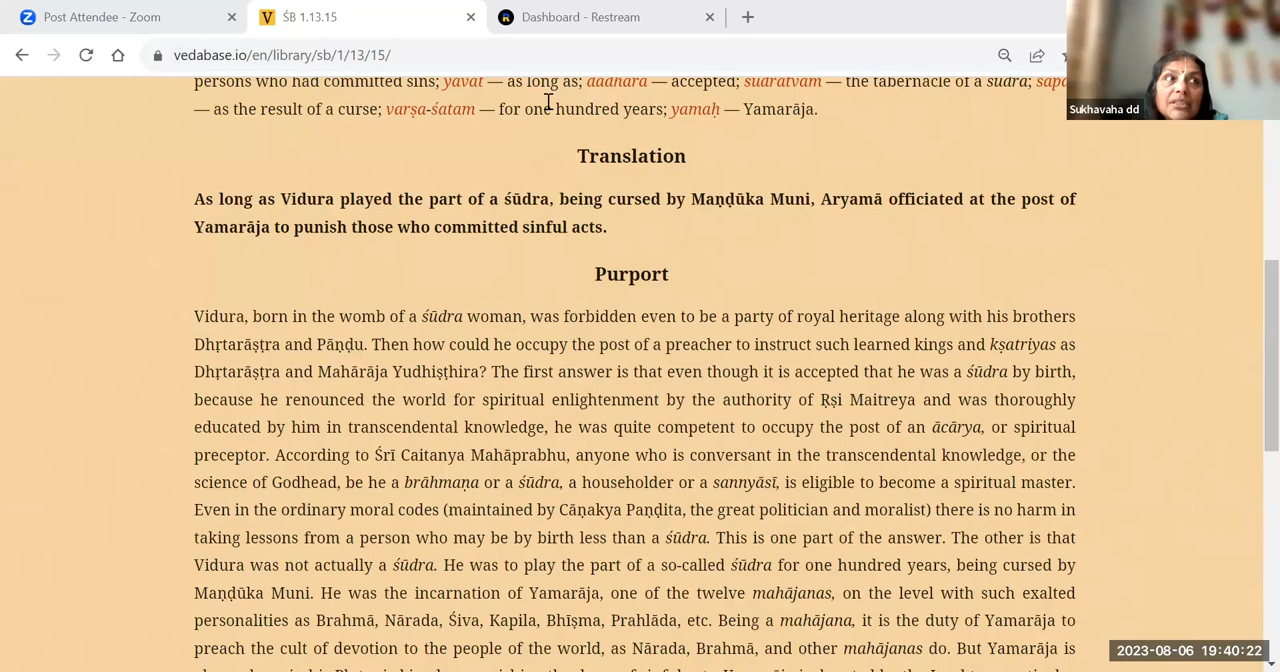 Post Attendee - Zoom
ŚB 1.13.15
Dashboard - Restream
vedabase.io/en/library/sb/1/13/15/
Sukhavaha dd
persons who had committed sins; yāvat — as long as; dadhāra — accepted; śūdratvam — the tabernacle of a śūdra;
— as the result of a curse; varṣa-śatam — for one hundred years; yamaḥ — Yamarāja.
Translation
As long as Vidura played the part of a śūdra, being cursed by Maṇḍūka Muni, Aryamā officiated at the post of
Yamarāja to punish those who committed sinful acts.
Purport
Vidura, born in the womb of a śūdra woman, was forbidden even to be a party of royal heritage along with his brothers
Dhṛtarāṣṭra and Pāṇḍu. Then how could he occupy the post of a preacher to instruct such learned kings and kṣatriyas as
Dhṛtarāṣṭra and Mahārāja Yudhiṣṭhira? The first answer is that even though it is accepted that he was a śūdra by birth,
because he renounced the world for spiritual enlightenment by the authority of Ṛṣi Maitreya and was thoroughly
educated by him in transcendental knowledge, he was quite competent to occupy the post of an ācārya, or spiritual
preceptor. According to Śrī Caitanya Mahāprabhu, anyone who is conversant in the transcendental knowledge, or the
science of Godhead, be he a brāhmaṇa or a śūdra, a householder or a sannyāsī, is eligible to become a spiritual master.
Even in the ordinary moral codes (maintained by Cāṇakya Paṇḍita, the great politician and moralist) there is no harm in
taking lessons from a person who may be by birth less than a śūdra. This is one part of the answer. The other is that
Vidura was not actually a śūdra. He was to play the part of a so-called śūdra for one hundred years, being cursed by
Maṇḍūka Muni. He was the incarnation of Yamarāja, one of the twelve mahājanas, on the level with such exalted
personalities as Brahmā, Nārada, Śiva, Kapila, Bhīṣma, Prahlāda, etc. Being a mahājana, it is the duty of Yamarāja to
preach the cult of devotion to the people of the world, as Nārada, Brahmā, and other mahājanas do. But Yamarāja is
2023-08-06 19:40:22